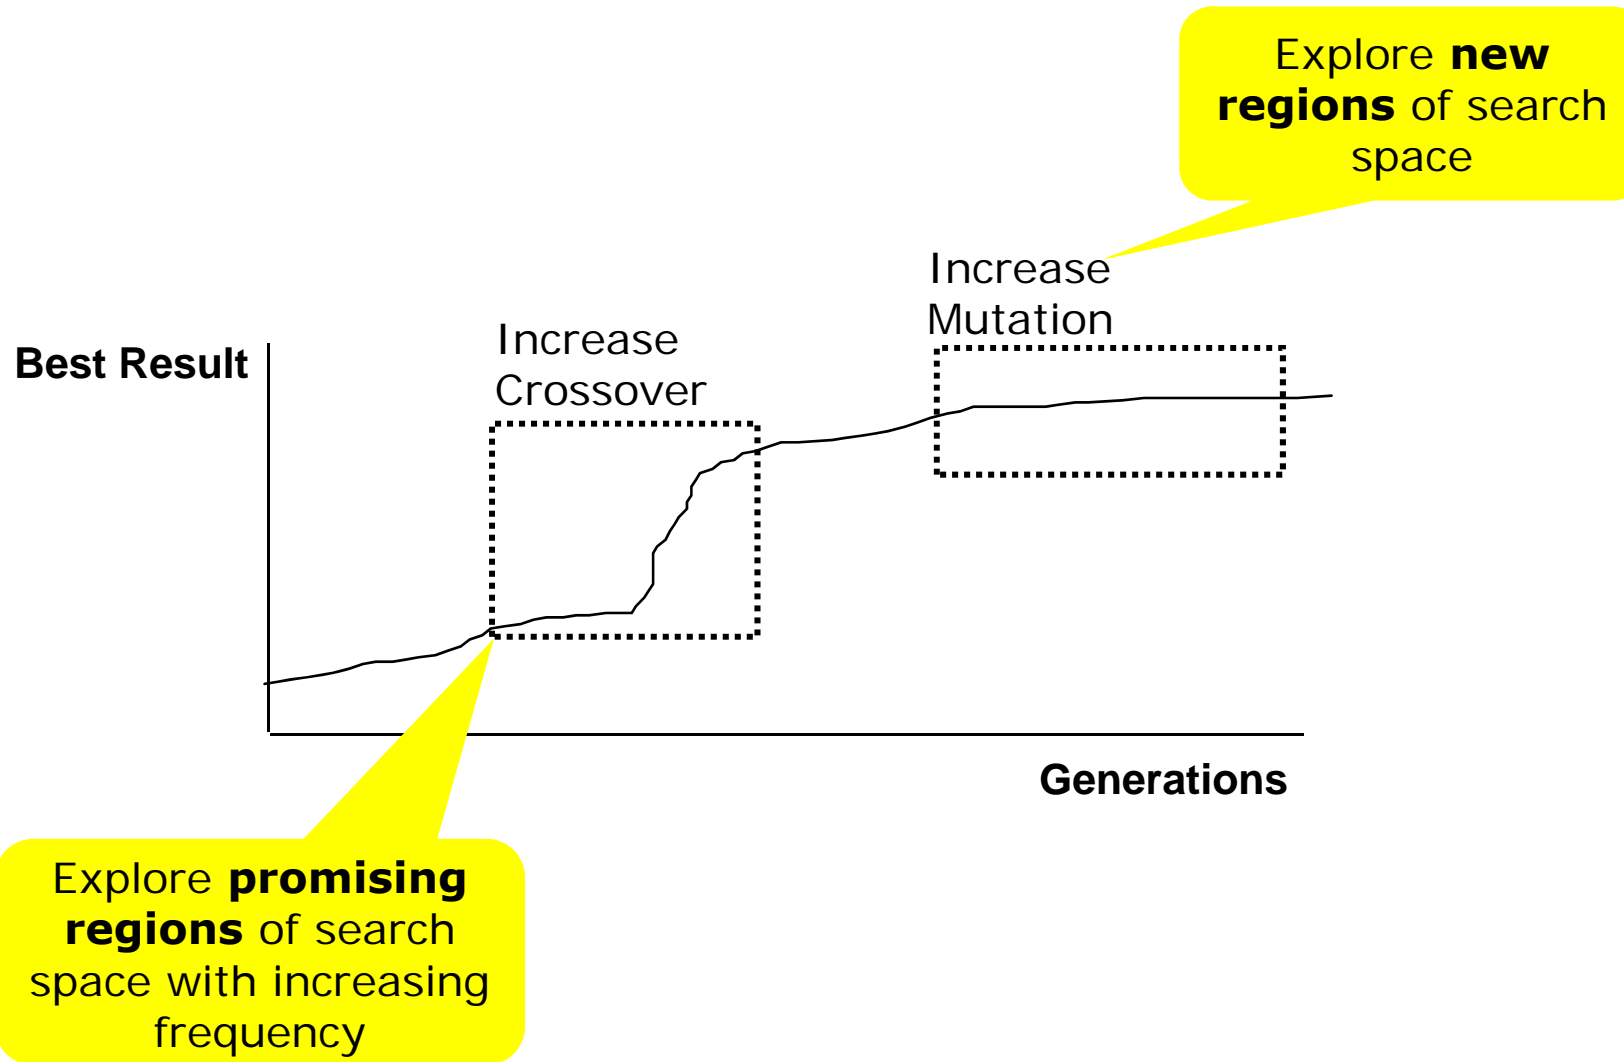 Explore new
regions of search
space
Increase
Mutation
Increase
Crossover
Best Result
Generations
Explore promising
regions of search
space with increasing
frequency